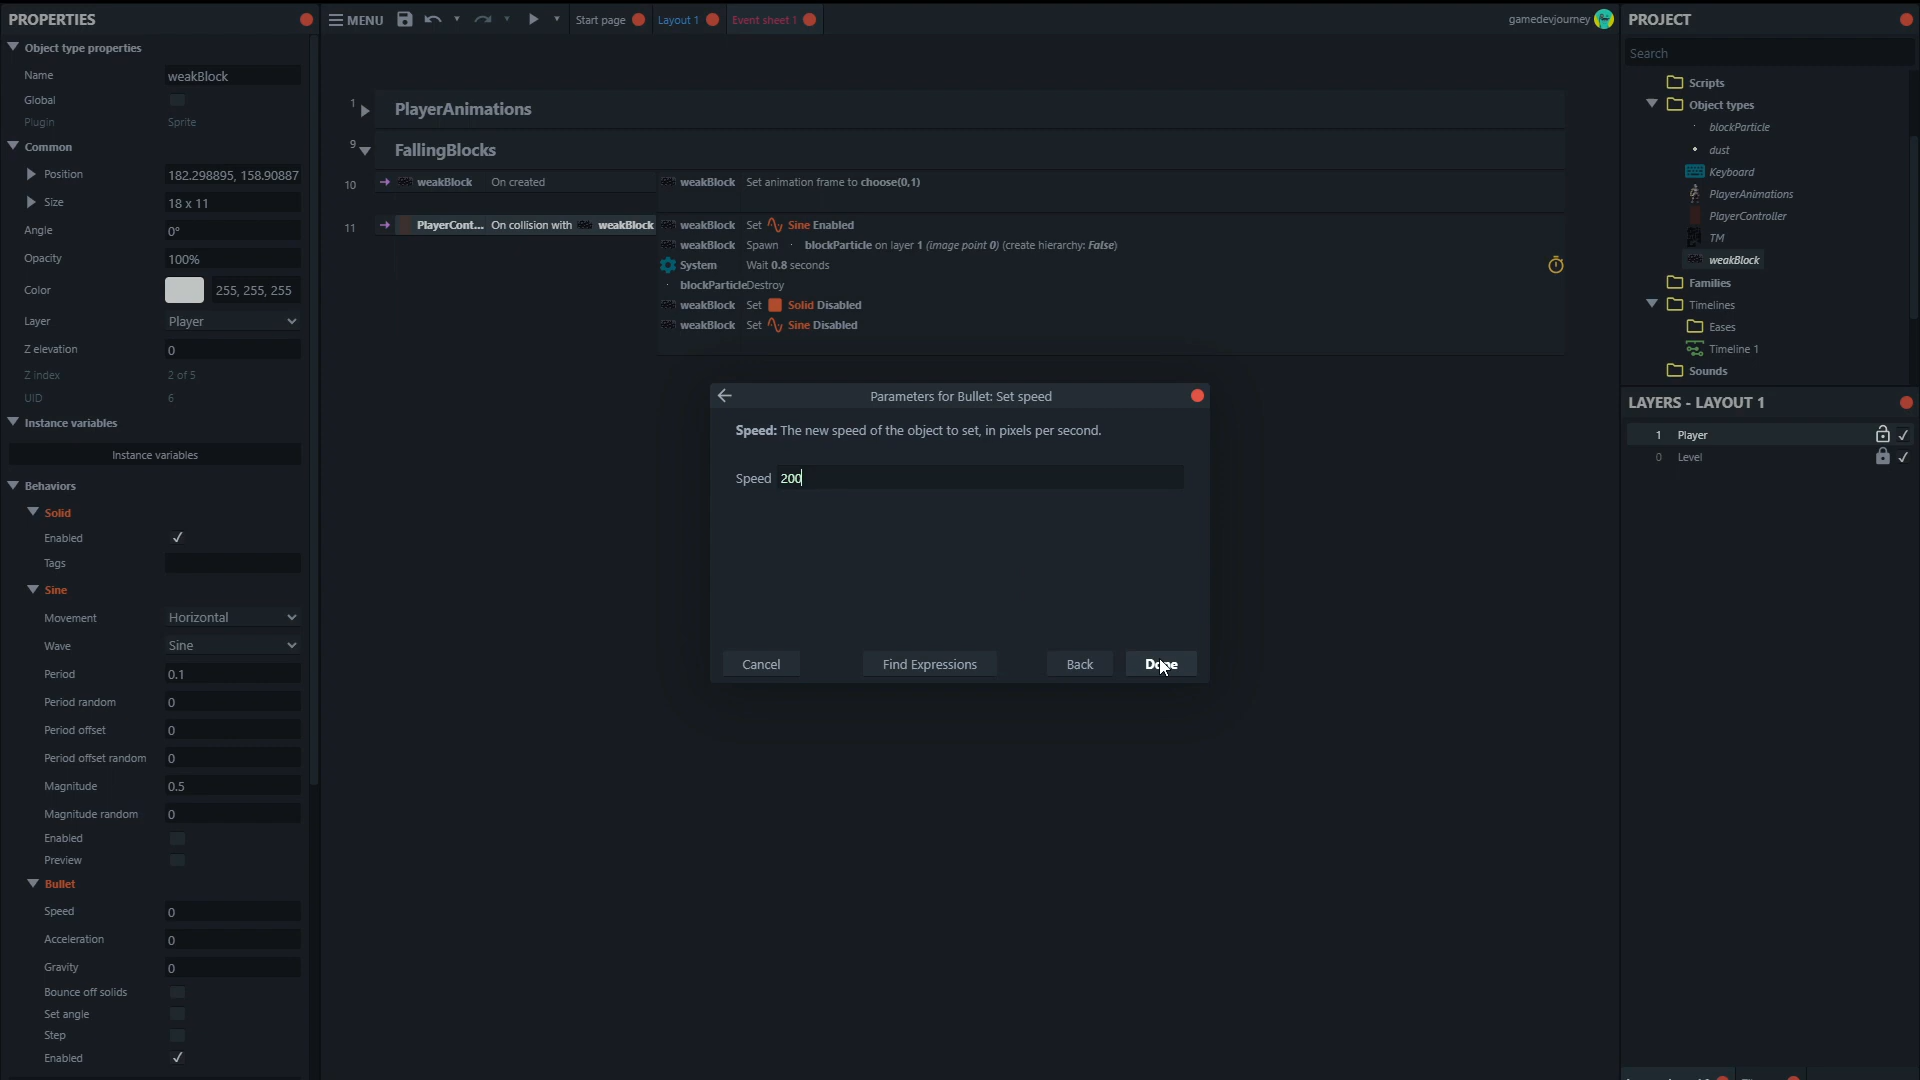 PROPERTIES
Object type properties
Name weakBlock
Global
Plugin Sprite
Common
Position 182.298895, 158.90887
Size 18 x 11
Angle 0°
Opacity 100%
Color 255, 255, 255
Layer Player
Z elevation 0
Z index 2 of 5
UID 6
Instance variables
Instance variables
Behaviors
Solid
Enabled
Tags
Sine
Movement Horizontal
Wave Sine
Period 0.1
Period random 0
Period offset 0
Period offset random 0
Magnitude 0.5
Magnitude random 0
Enabled
Preview
Bullet
Speed 0
Acceleration 0
Gravity 0
Bounce off solids
Set angle
Step
Enabled
MENU Start page Layout 1 Event sheet 1 gamedevjourney
1 PlayerAnimations
9 FallingBlocks
10 weakBlock On created weakBlock Set animation frame to choose(0,1)
11 PlayerCont... On collision with weakBlock weakBlock Set Sine Enabled
weakBlock Spawn blockParticle on layer 1 (image point 0) (create hierarchy: False)
System Wait 0.8 seconds
blockParticleDestroy
weakBlock Set Solid Disabled
weakBlock Set Sine Disabled
Parameters for Bullet: Set speed
Speed: The new speed of the object to set, in pixels per second.
Speed 200
Cancel Find Expressions Back Done
PROJECT
Search
Scripts
Object types
blockParticle
dust
Keyboard
PlayerAnimations
PlayerController
TM
weakBlock
Families
Timelines
Eases
Timeline 1
Sounds
LAYERS - LAYOUT 1
1 Player
0 Level